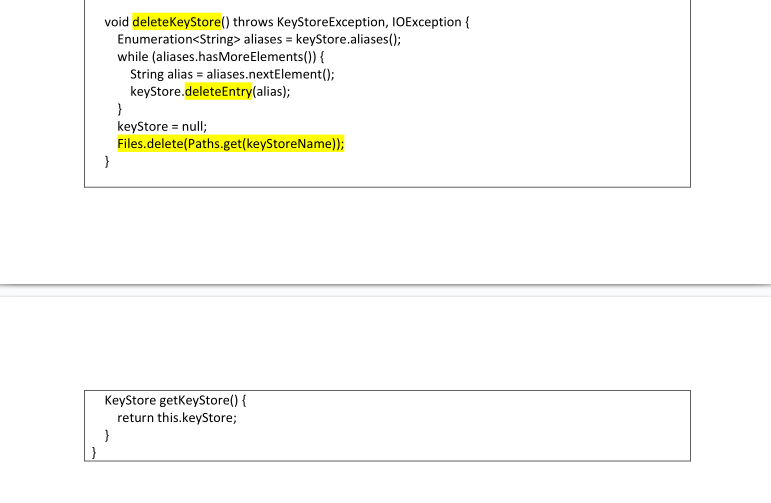 void deleteKeyStore() throws KeyStoreException, IOException {
Enumeration<String> aliases = keyStore.aliases();
while (aliases.hasMoreElements()) {
String alias = aliases.nextElement();
keyStore.deleteEntry(alias);
}
keyStore = null;
Files.delete(Paths.get(keyStoreName));
}
KeyStore getKeyStore() {
return this.keyStore;
}
}